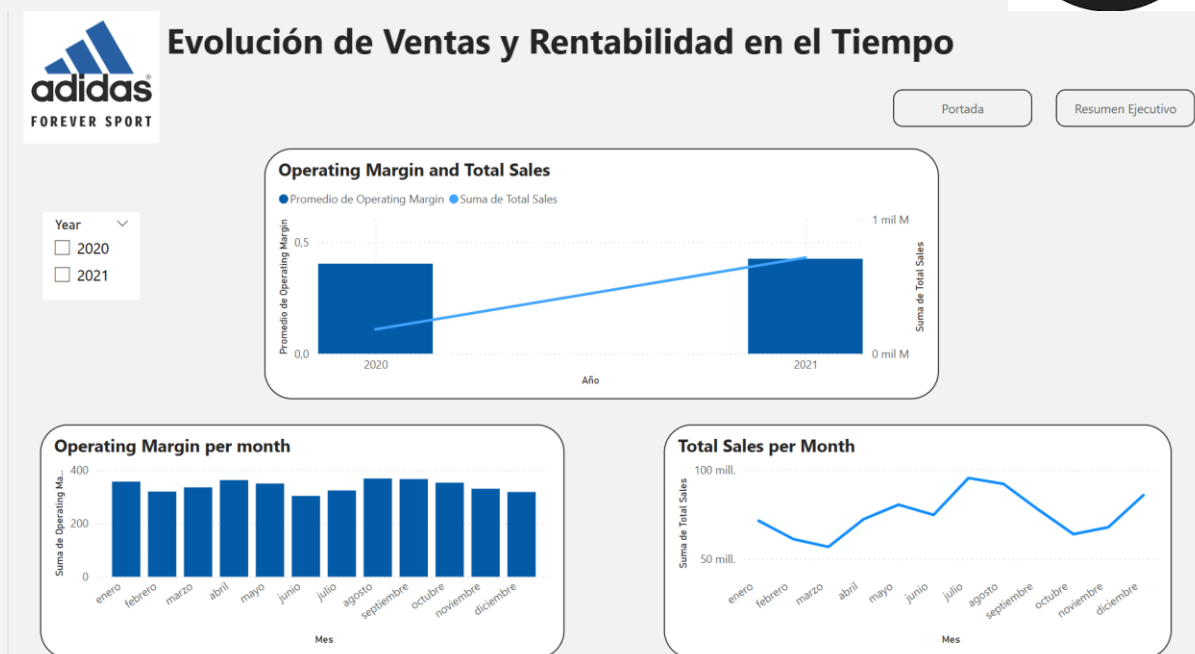 Evolución de Ventas y Rentabilidad en el Tiempo
adidas®
FOREVER SPORT
Portada
Resumen Ejecutivo
Year
2020
2021
Operating Margin and Total Sales
Promedio de Operating Margin Suma de Total Sales
Promedio de Operating Margin
0,5
0,0
1 mil M
0 mil M
Suma de Total Sales
2020
2021
Año
Operating Margin per month
Suma de Operating Ma...
400
200
0
enero
febrero
marzo
abril
mayo
junio
julio
agosto
septiembre
octubre
noviembre
diciembre
Mes
Total Sales per Month
Suma de Total Sales
100 mill.
50 mill.
enero
febrero
marzo
abril
mayo
junio
julio
agosto
septiembre
octubre
noviembre
diciembre
Mes